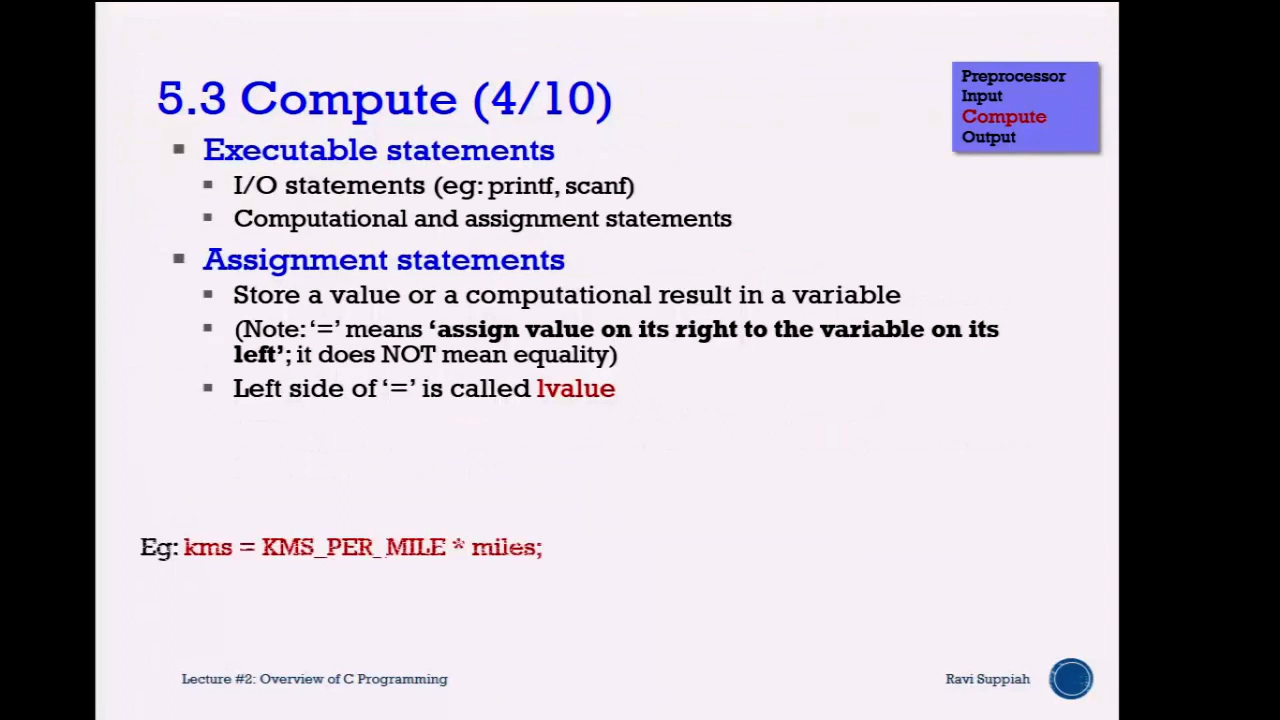 5.3 Compute (4/10)
Preprocessor
Input
Compute
Output
Executable statements
I/O statements (eg: printf, scanf)
Computational and assignment statements
Assignment statements
Store a value or a computational result in a variable
(Note: ‘=’ means ‘assign value on its right to the variable on its
left’; it does NOT mean equality)
Left side of ‘=’ is called lvalue
Eg: kms = KMS_PER_MILE * miles;
Lecture #2: Overview of C Programming
Ravi Suppiah